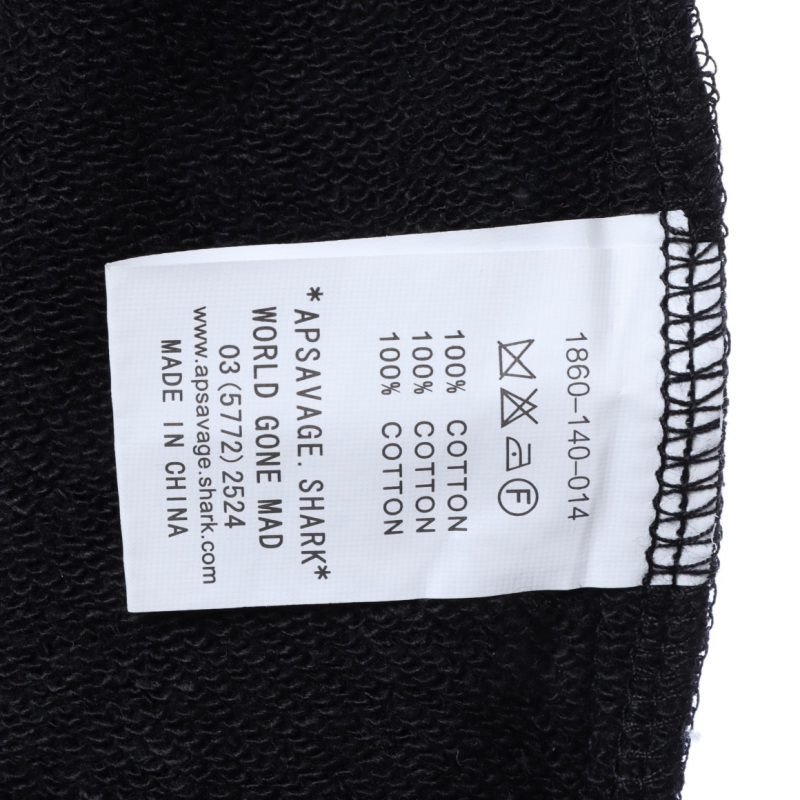 1860-140-014
F
100% COTTON
100% COTTON
100% COTTON
*APSAVAGE.SHARK*
WORLD GONE MAD
03(5772)2524
www.apsavage.shark.com
MADE IN CHINA